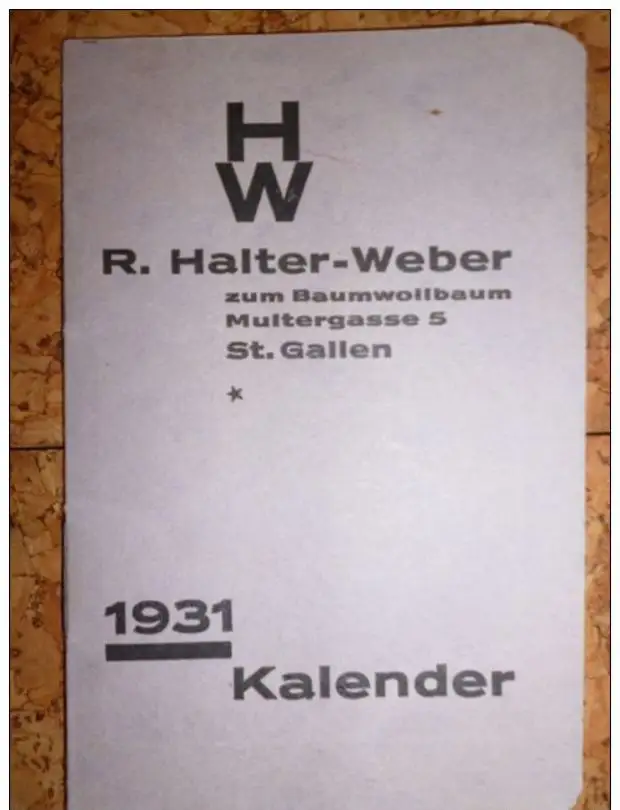 H
W
R. Halter-Weber
zum Baumwollbaum
Multergasse 5
St. Gallen
*
1931
Kalender